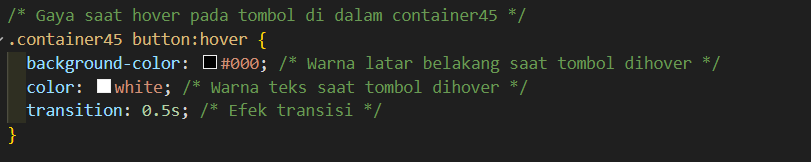 /* Gaya saat hover pada tombol di dalam container45 */
.container45 button:hover {
background-color: #000; /* Warna latar belakang saat tombol dihover */
color: white; /* Warna teks saat tombol dihover */
transition: 0.5s; /* Efek transisi */
}